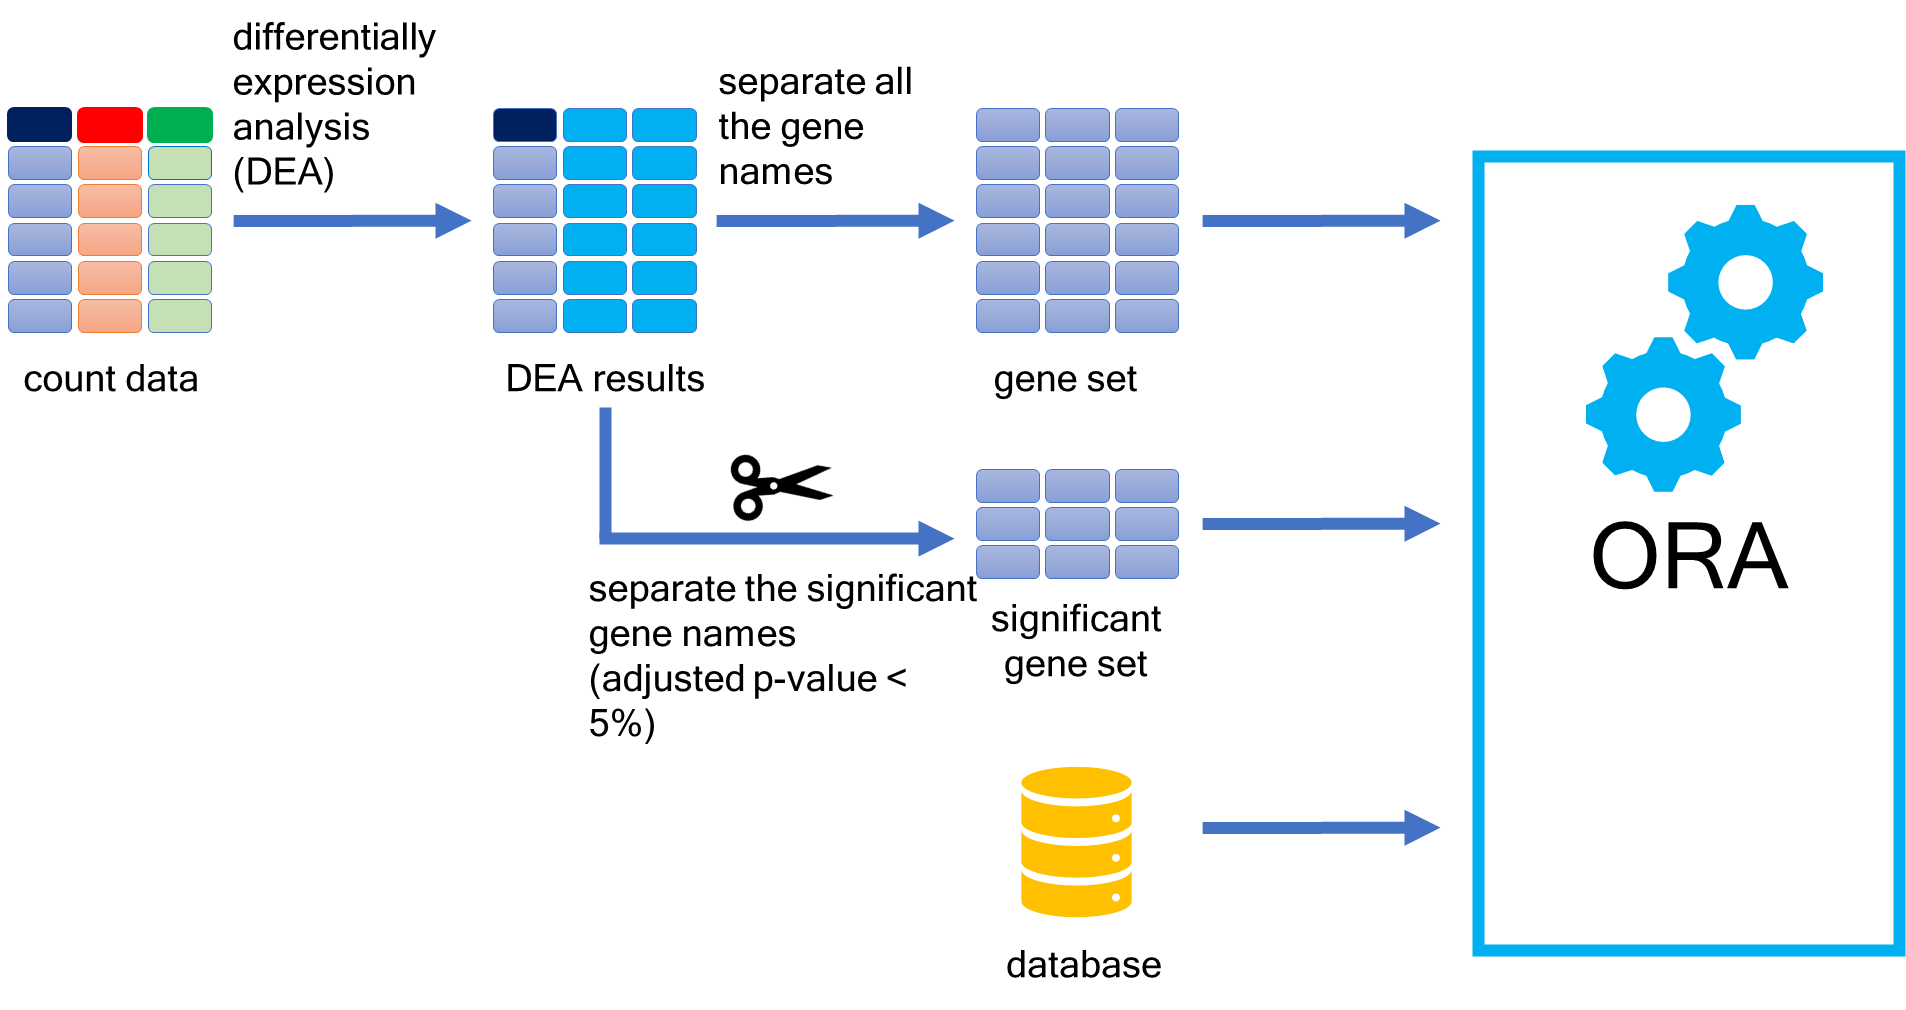 differentially
expression
analysis
(DEA)
separate all
the gene
names
count data
DEA results
gene set
separate the significant
gene names
(adjusted p-value <
5%)
significant
gene set
ORA
database